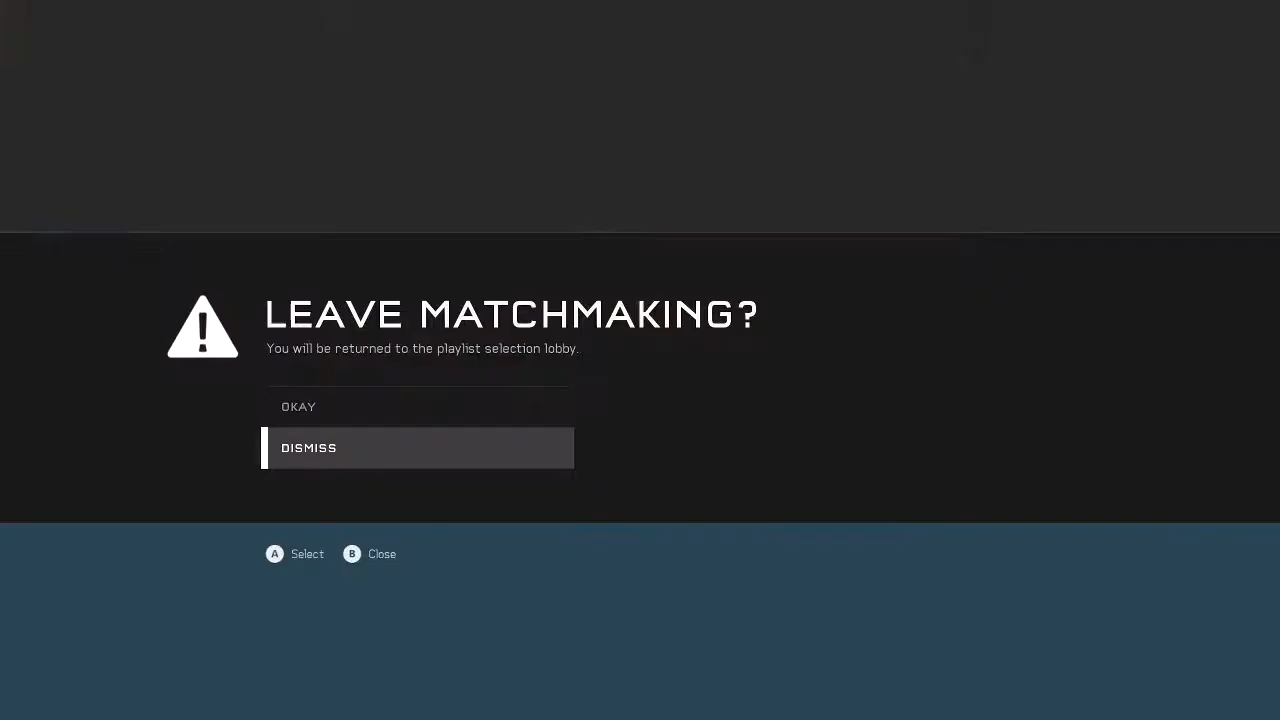 LEAVE MATCHMAKING?
You will be returned to the playlist selection lobby.
OKAY
DISMISS
A Select B Close